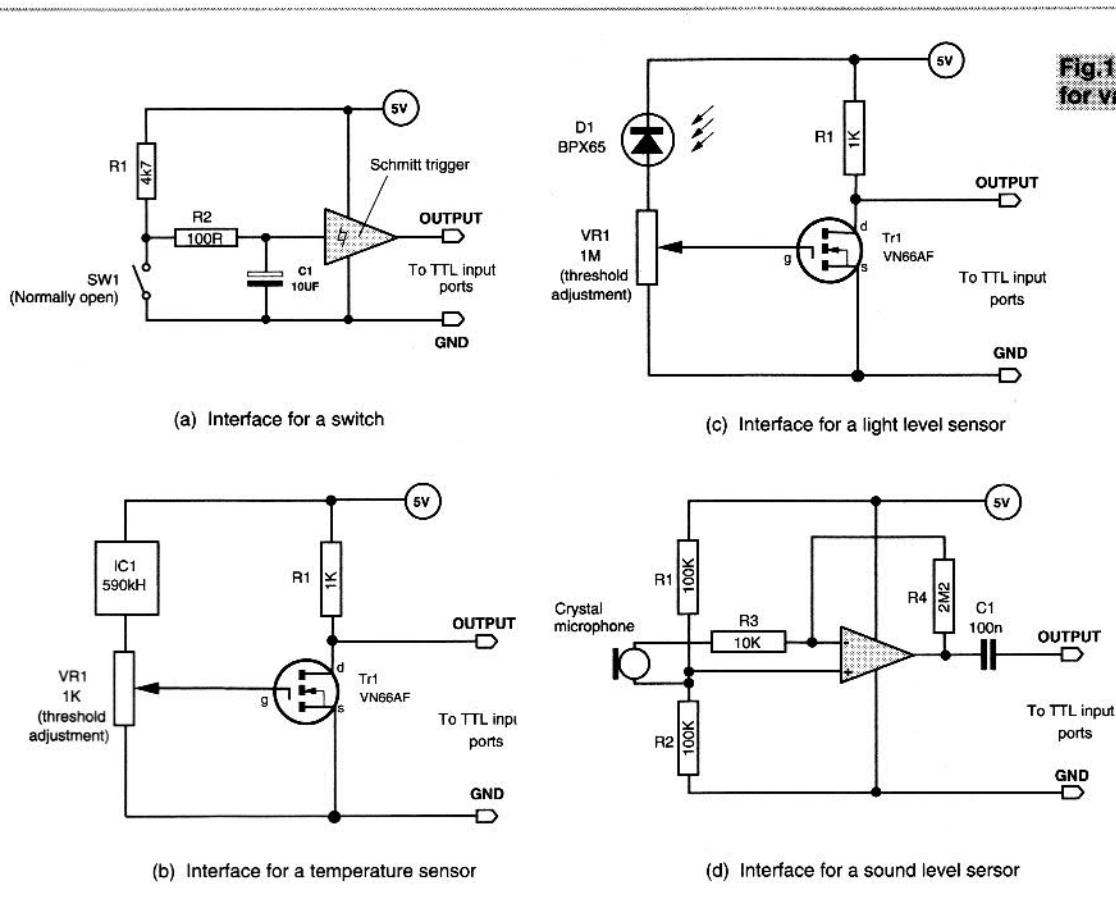 Fig.1
5V
R1
4k7
Schmitt trigger
R2
100R
OUTPUT
C1
10UF
To TTL input
ports
SW1
(Normally open)
GND
(a) Interface for a switch
5V
D1
BPX65
R1
1K
OUTPUT
d
Tr1
VN66AF
g
s
VR1
1M
(threshold
adjustment)
To TTL input
ports
GND
(c) Interface for a light level sensor
5V
IC1
590kH
R1
1K
OUTPUT
d
Tr1
VN66AF
g
s
VR1
1K
(threshold
adjustment)
To TTL
ports
GND
(b) Interface for a temperature sensor
5V
R1
100K
R4
2M2
Crystal
microphone
R3
10K
-
+
C1
100n
OUTPUT
R2
100K
To TTL input
ports
GND
(d) Interface for a sound level sersor